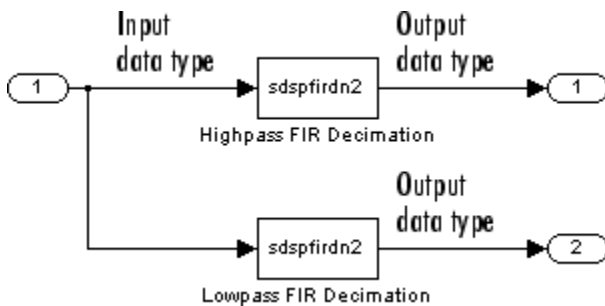 Input
data type
Output
data type
1
sdspfirdn2
1
Highpass FIR Decimation
Output
data type
sdspfirdn2
2
Lowpass FIR Decimation